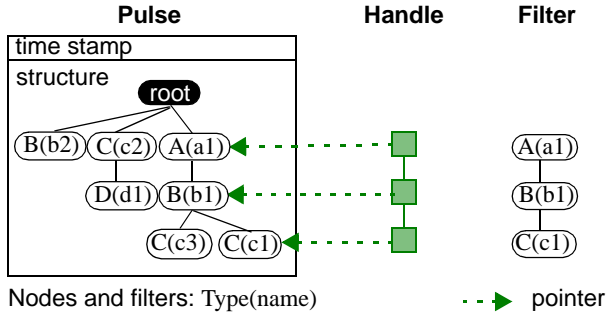 Pulse Handle Filter
time stamp
structure
root
B(b2) C(c2) A(a1) A(a1)
D(d1) B(b1) B(b1)
C(c3) C(c1) C(c1)
Nodes and filters: Type(name) pointer